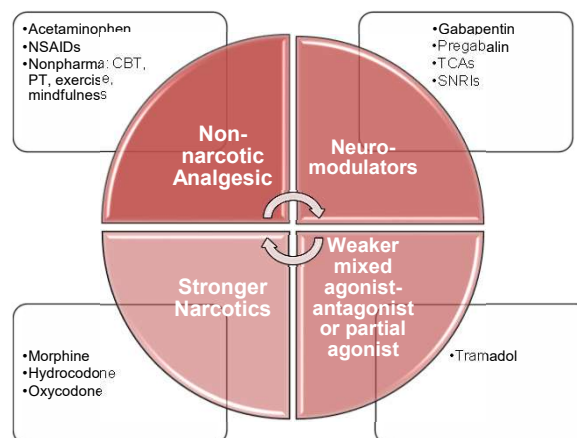 •Acetaminophen
•NSAIDs
•Nonpharma: CBT,
PT, exercise,
mindfulness
•Gabapentin
•Pregabalin
•TCAs
•SNRIs
Non-
narcotic
Analgesic
Neuro-
modulators
Stronger
Narcotics
Weaker
mixed
agonist-
antagonist
or partial
agonist
•Morphine
•Hydrocodone
•Oxycodone
•Tramadol